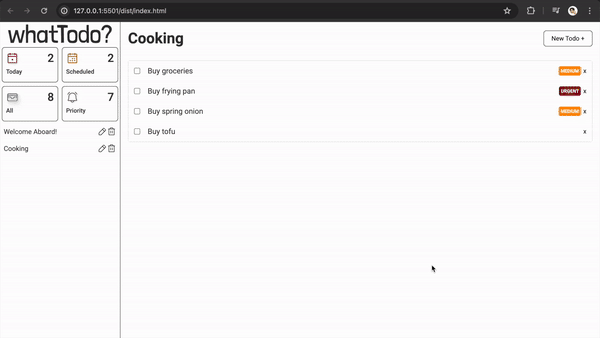 127.0.0.1:5501/dist/index.html
whatTodo?
2
Today
2
Scheduled
8
All
7
Priority
Welcome Aboard!
Cooking
Cooking
New Todo +
Buy groceries MEDIUM x
Buy frying pan URGENT x
Buy spring onion MEDIUM x
Buy tofu x